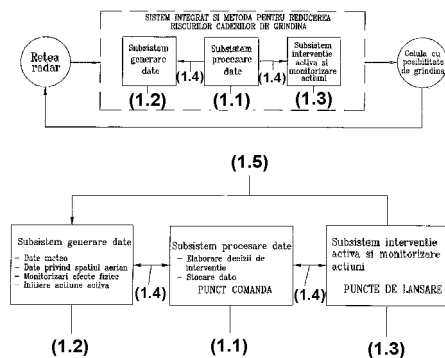 SISTEM INTEGRAT SI METODA PENTRU REDUCEREA
RISCURILOR CADERILOR DE GRINDINA
Retea
radar
Subsistem
generare
date
(1.4)
Subsistem
procesare
date
(1.4)
Subsistem
interventie
activa si
monitorizare
actiuni
Celula cu
posibilitate
de grindina
(1.2)
(1.1)
(1.3)
(1.5)
Subsistem generare date
- Date meteo
- Date privind spatiul aerian
- Monitorizari efecte fizice
- Initiere actiune activa
(1.4)
Subsistem procesare date
- Elaborare decizii de
interventie
- Stocare date
PUNCT COMANDA
(1.4)
Subsistem interventie
activa si monitorizare
actiuni
PUNCTE DE LANSARE
(1.2)
(1.1)
(1.3)